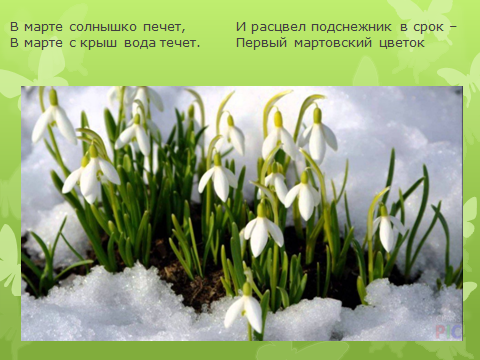 В марте солнышко печет,
В марте с крыш вода течет.
И расцвел подснежник в срок –
Первый мартовский цветок